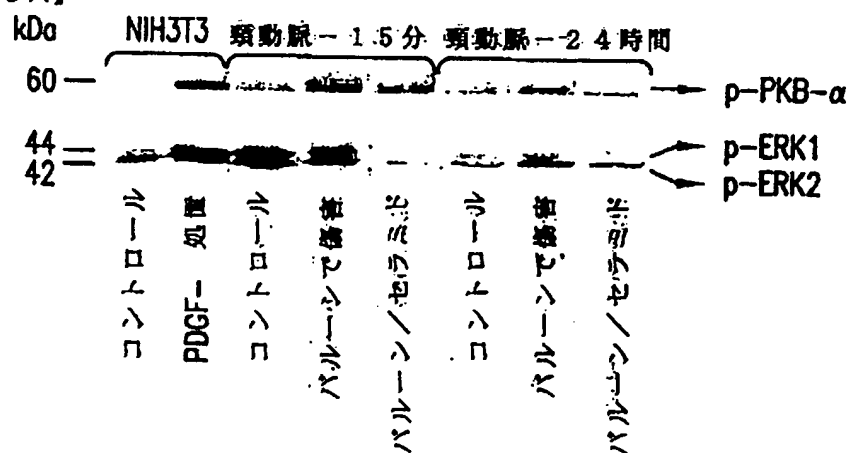 kDa NIH3T3 頸動脈-15分 頸動脈-24時間
60 p-PKB-α
44 p-ERK1
42 p-ERK2
コントロール
PDGF- 処置
コントロール
バルーンで傷害
バルーン/セラミド
コントロール
バルーンで傷害
バルーン/セラミド